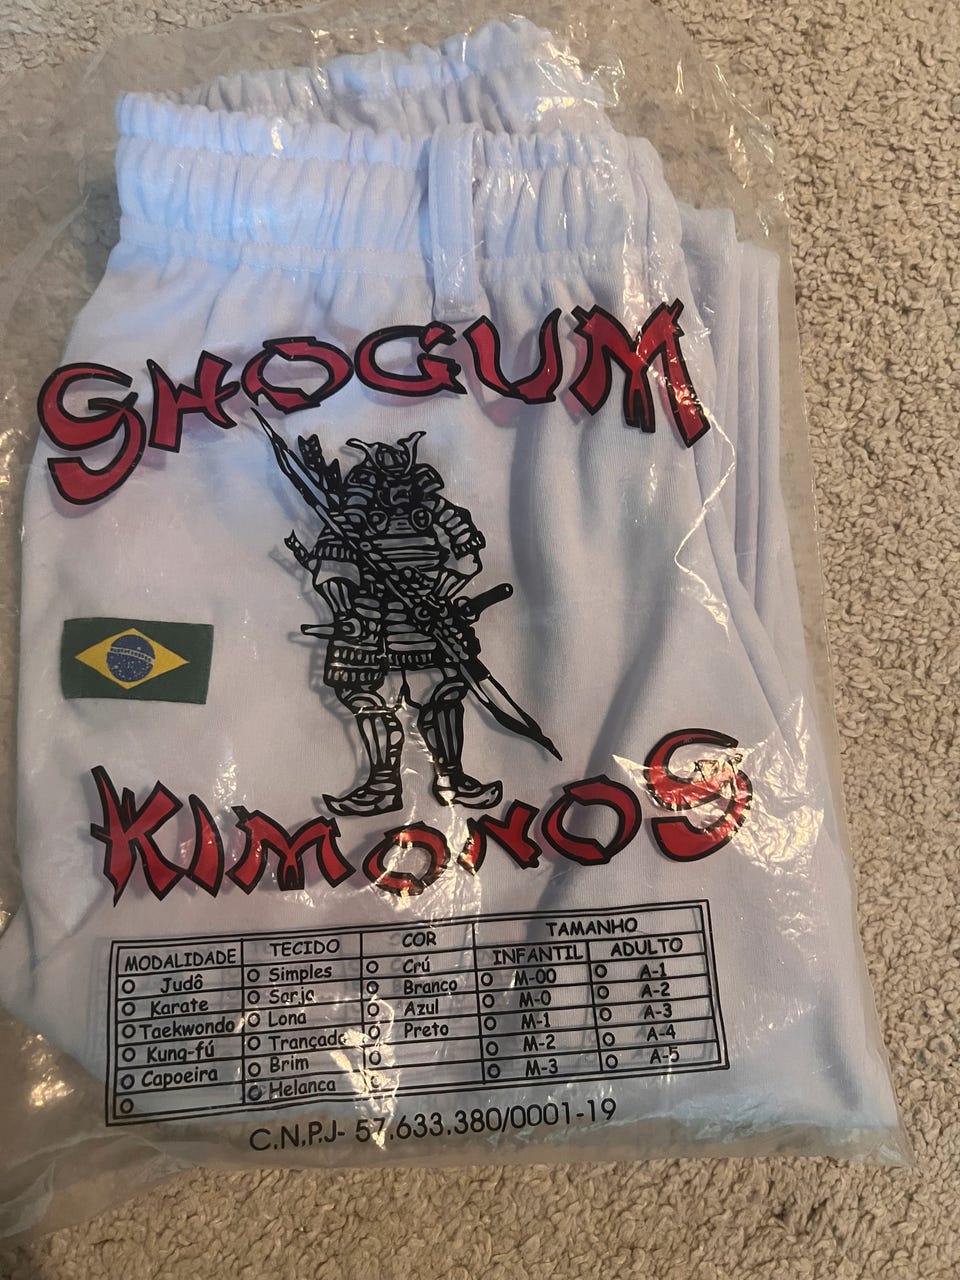 SHOGUM
KIMONOS
MODALIDADE TECIDO COR TAMANHO
INFANTIL ADULTO
Judô Simples Crú M-00 A-1
Karate Sarja Branco M-0 A-2
Taekwondo Lona Azul M-1 A-3
Kung-fú Trançado Preto M-2 A-4
Capoeira Brim M-3 A-5
Helanca
C.N.P.J- 57.633.380/0001-19